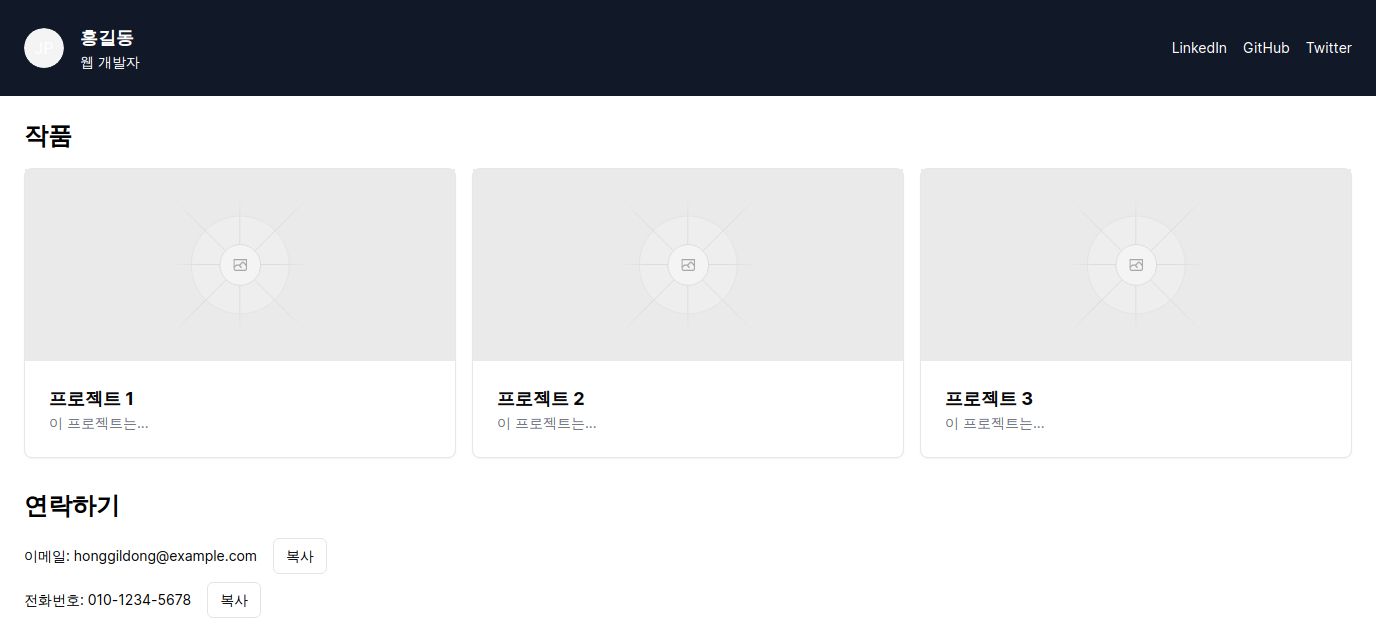 JP
홍길동
웹 개발자
LinkedIn GitHub Twitter
작품
프로젝트 1
이 프로젝트는...
프로젝트 2
이 프로젝트는...
프로젝트 3
이 프로젝트는...
연락하기
이메일: honggildong@example.com 복사
전화번호: 010-1234-5678 복사